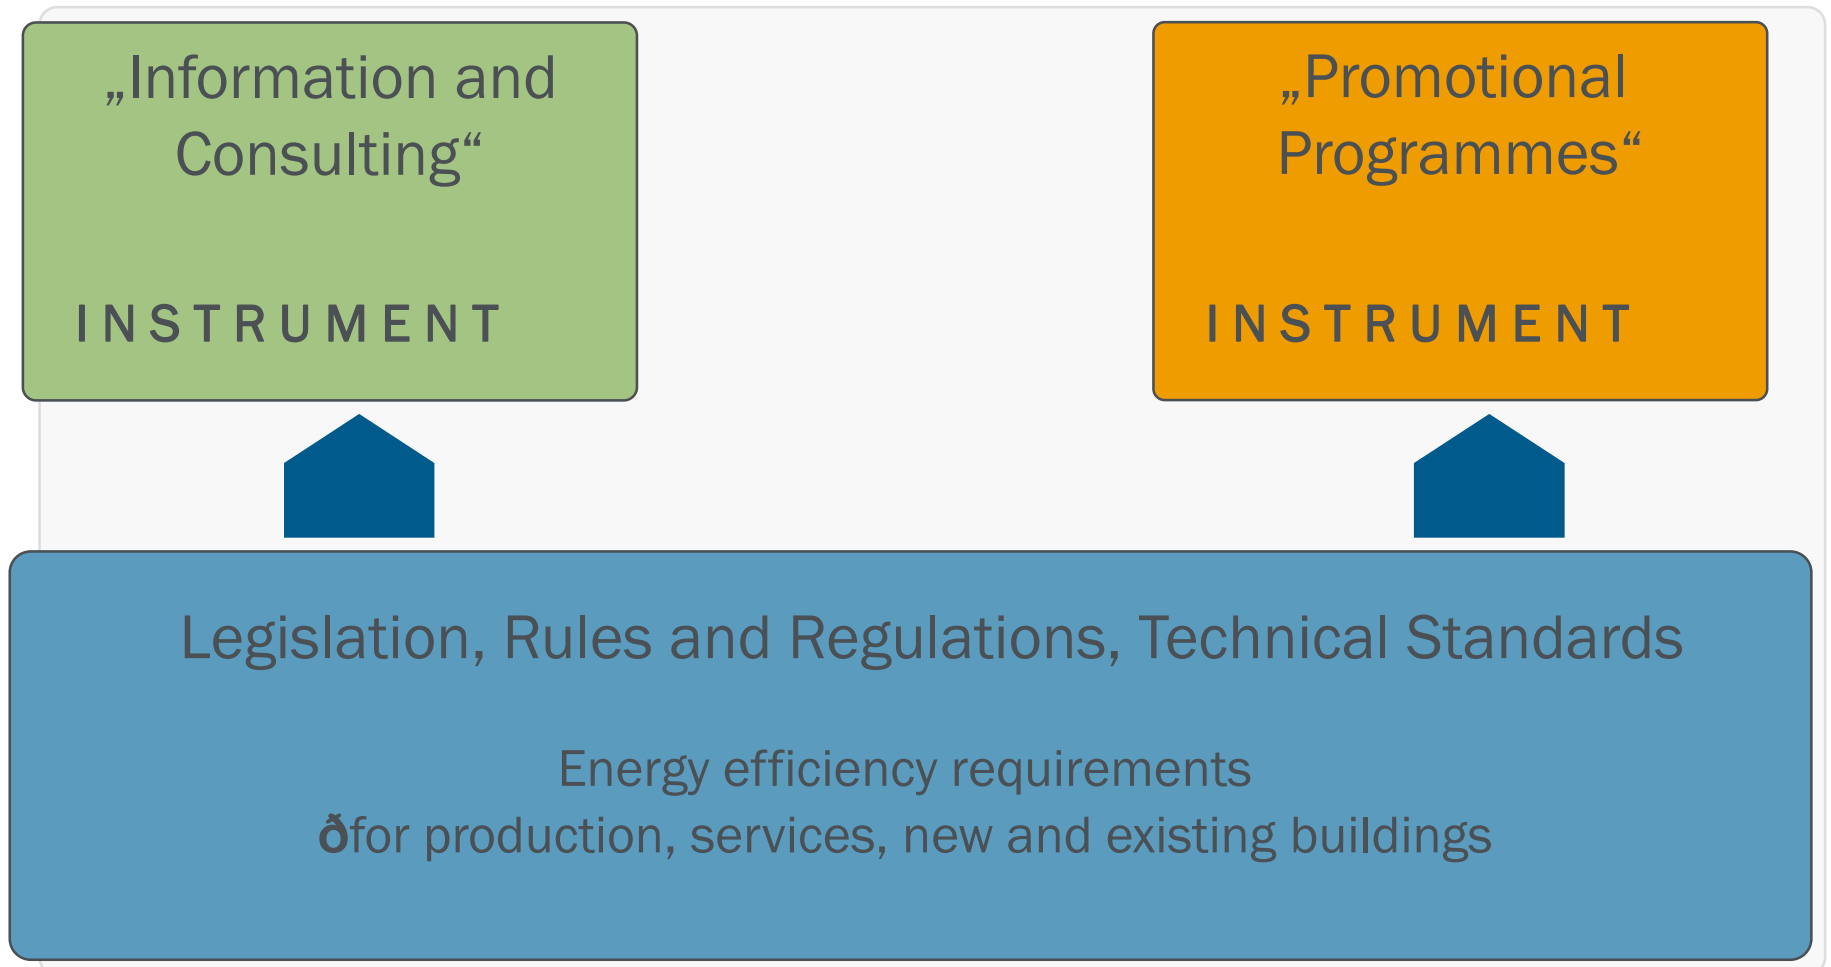 „Information and
Consulting“
INSTRUMENT
„Promotional
Programmes“
INSTRUMENT
Legislation, Rules and Regulations, Technical Standards
Energy efficiency requirements
ðfor production, services, new and existing buildings